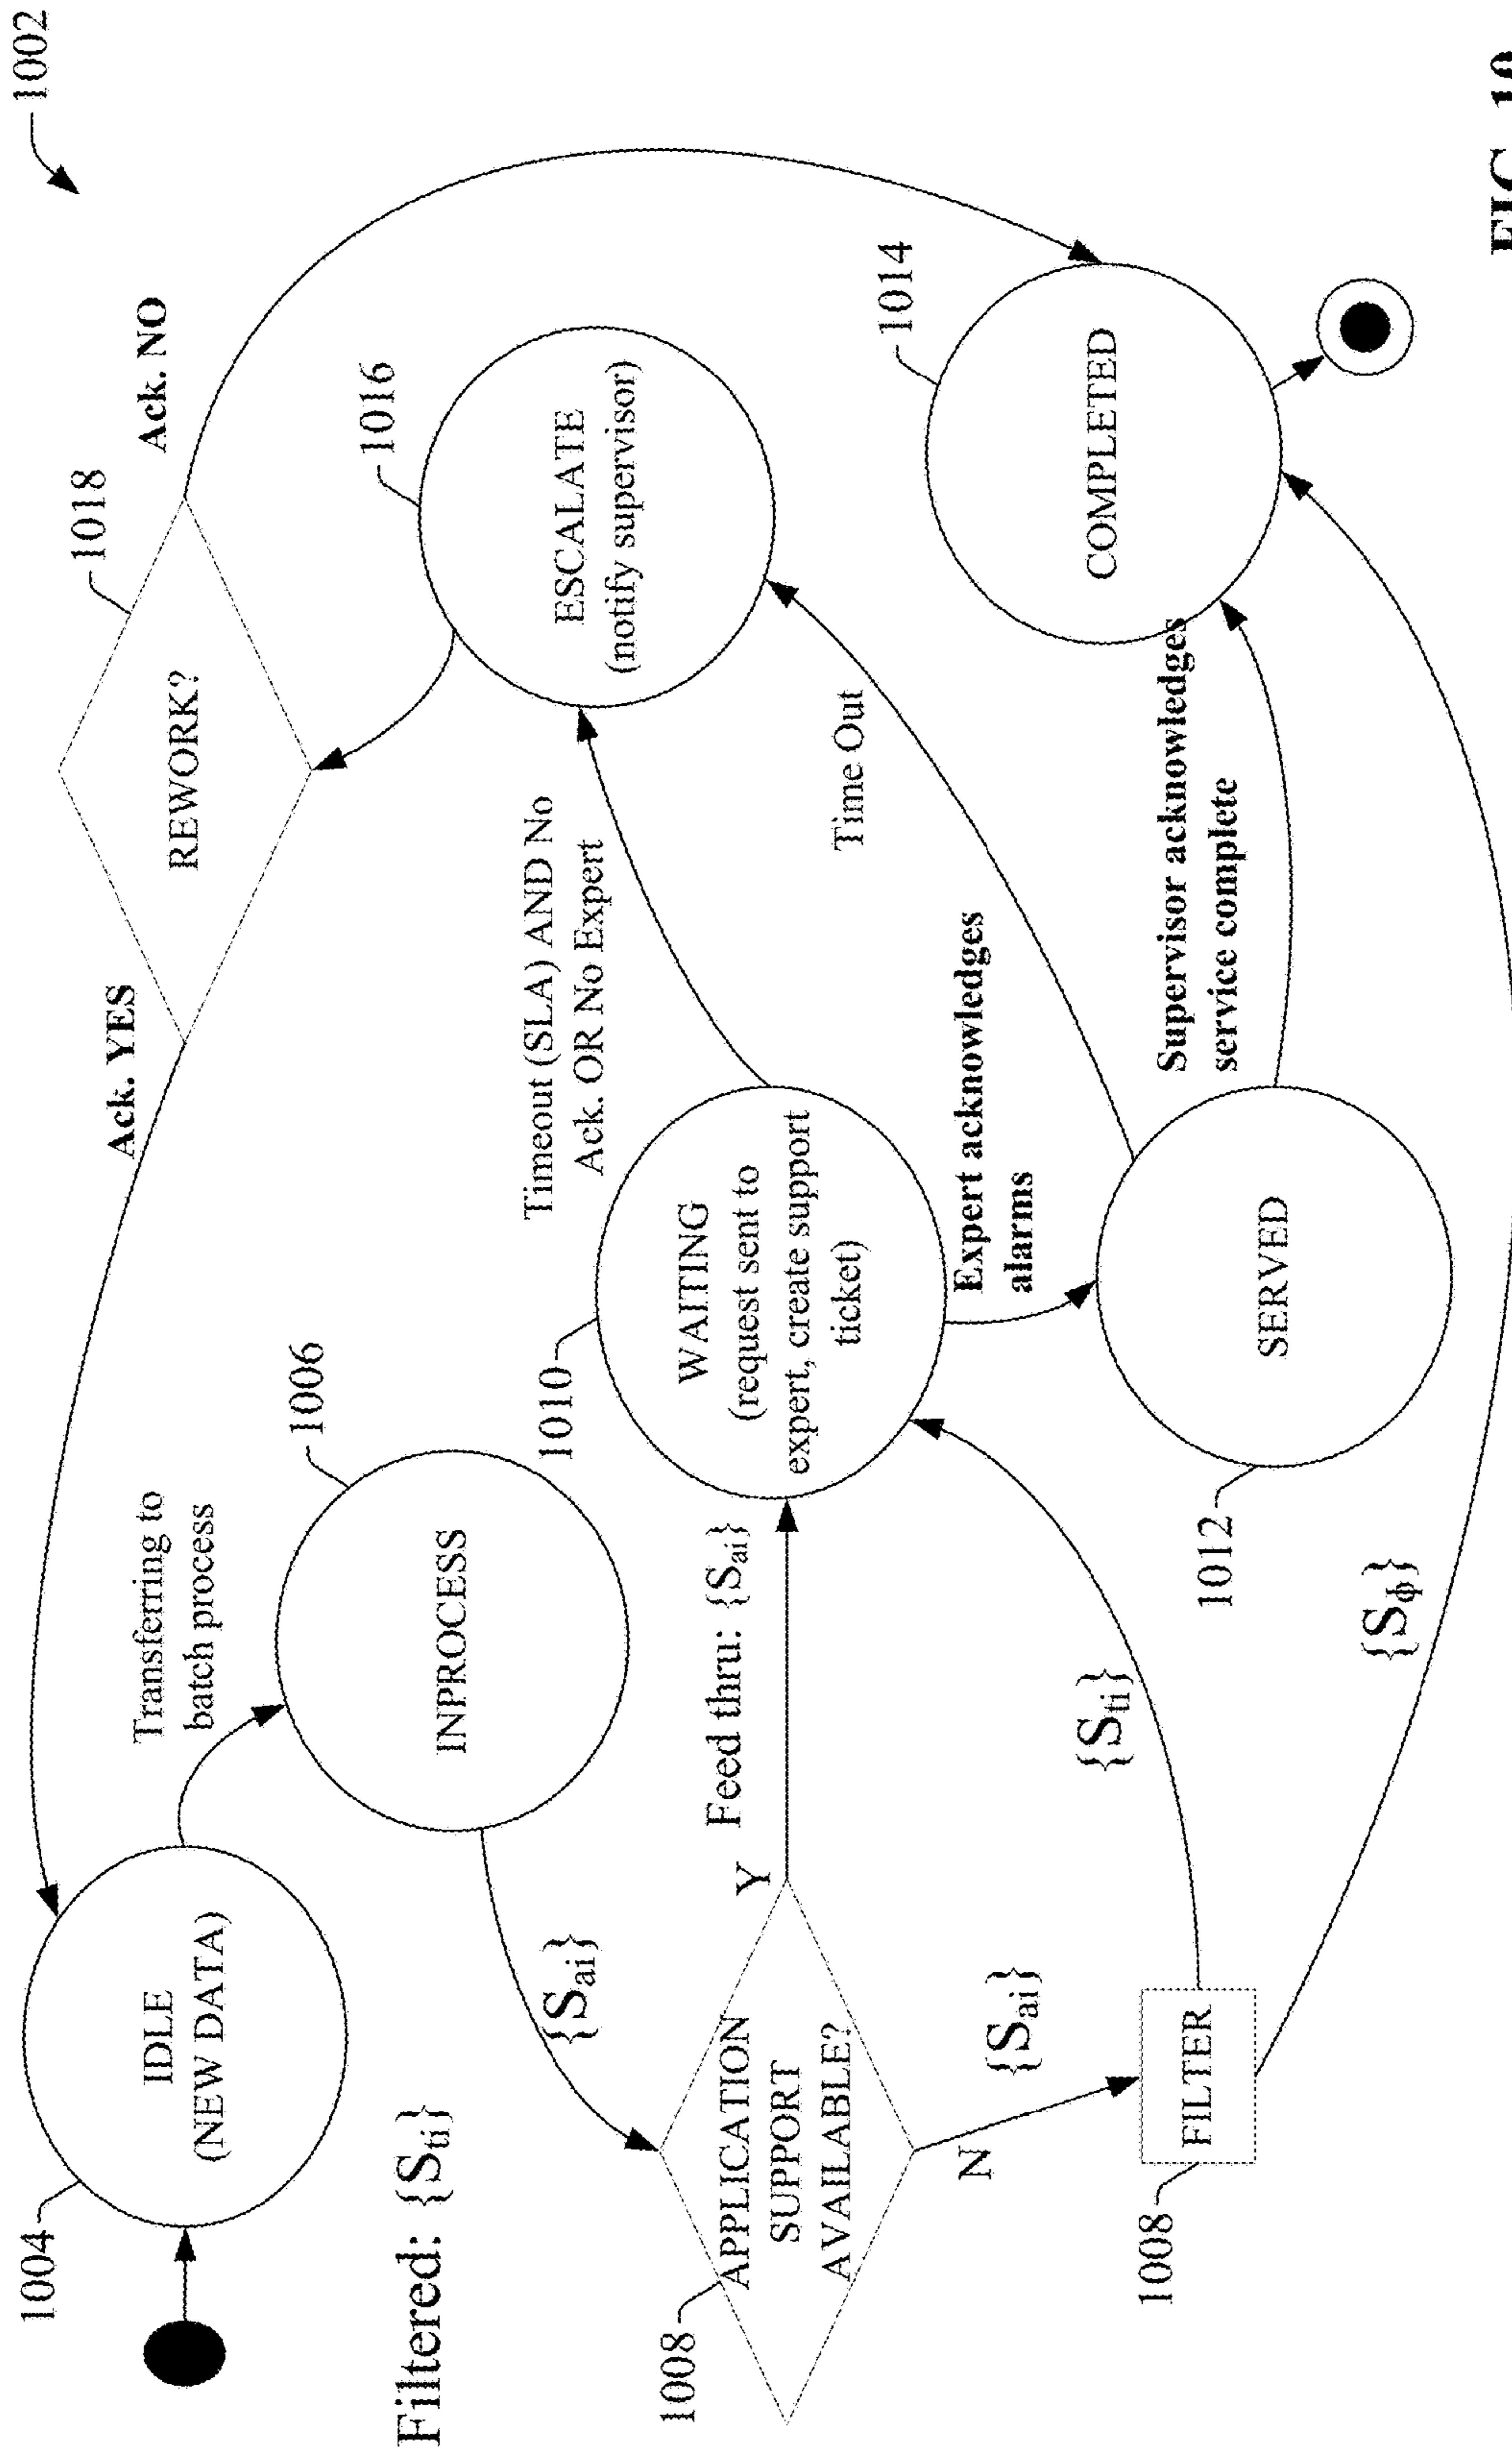 1002
1004
IDLE
(NEW DATA)
Transferring to
batch process
Ack. YES
1018
REWORK?
Ack. NO
1006
INPROCESS
1016
ESCALATE
(notify supervisor)
Filtered: {Sti}
{Sai}
1008
APPLICATION
SUPPORT
AVAILABLE?
Y
Feed thru: {Sai}
1010
WAITING
(request sent to
expert, create support
ticket)
Timeout (SLA) AND No
Ack. OR No Expert
Time Out
1014
COMPLETED
N
{Sai}
Expert acknowledges
alarms
Supervisor acknowledges
service complete
1008
FILTER
{Sti}
1012
SERVED
{Sϕ}
FIG. 10